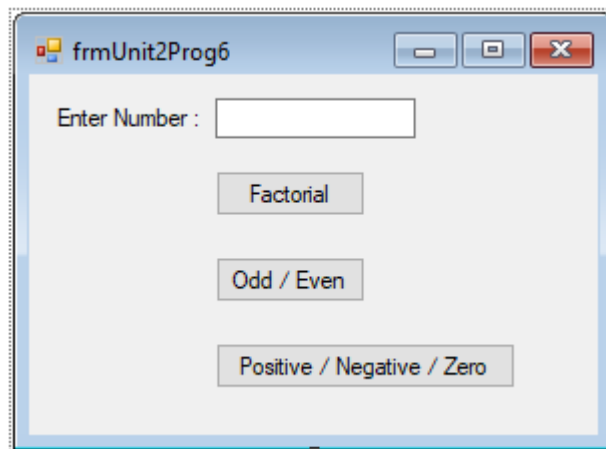 frmUnit2Prog6
Enter Number :
Factorial
Odd / Even
Positive / Negative / Zero